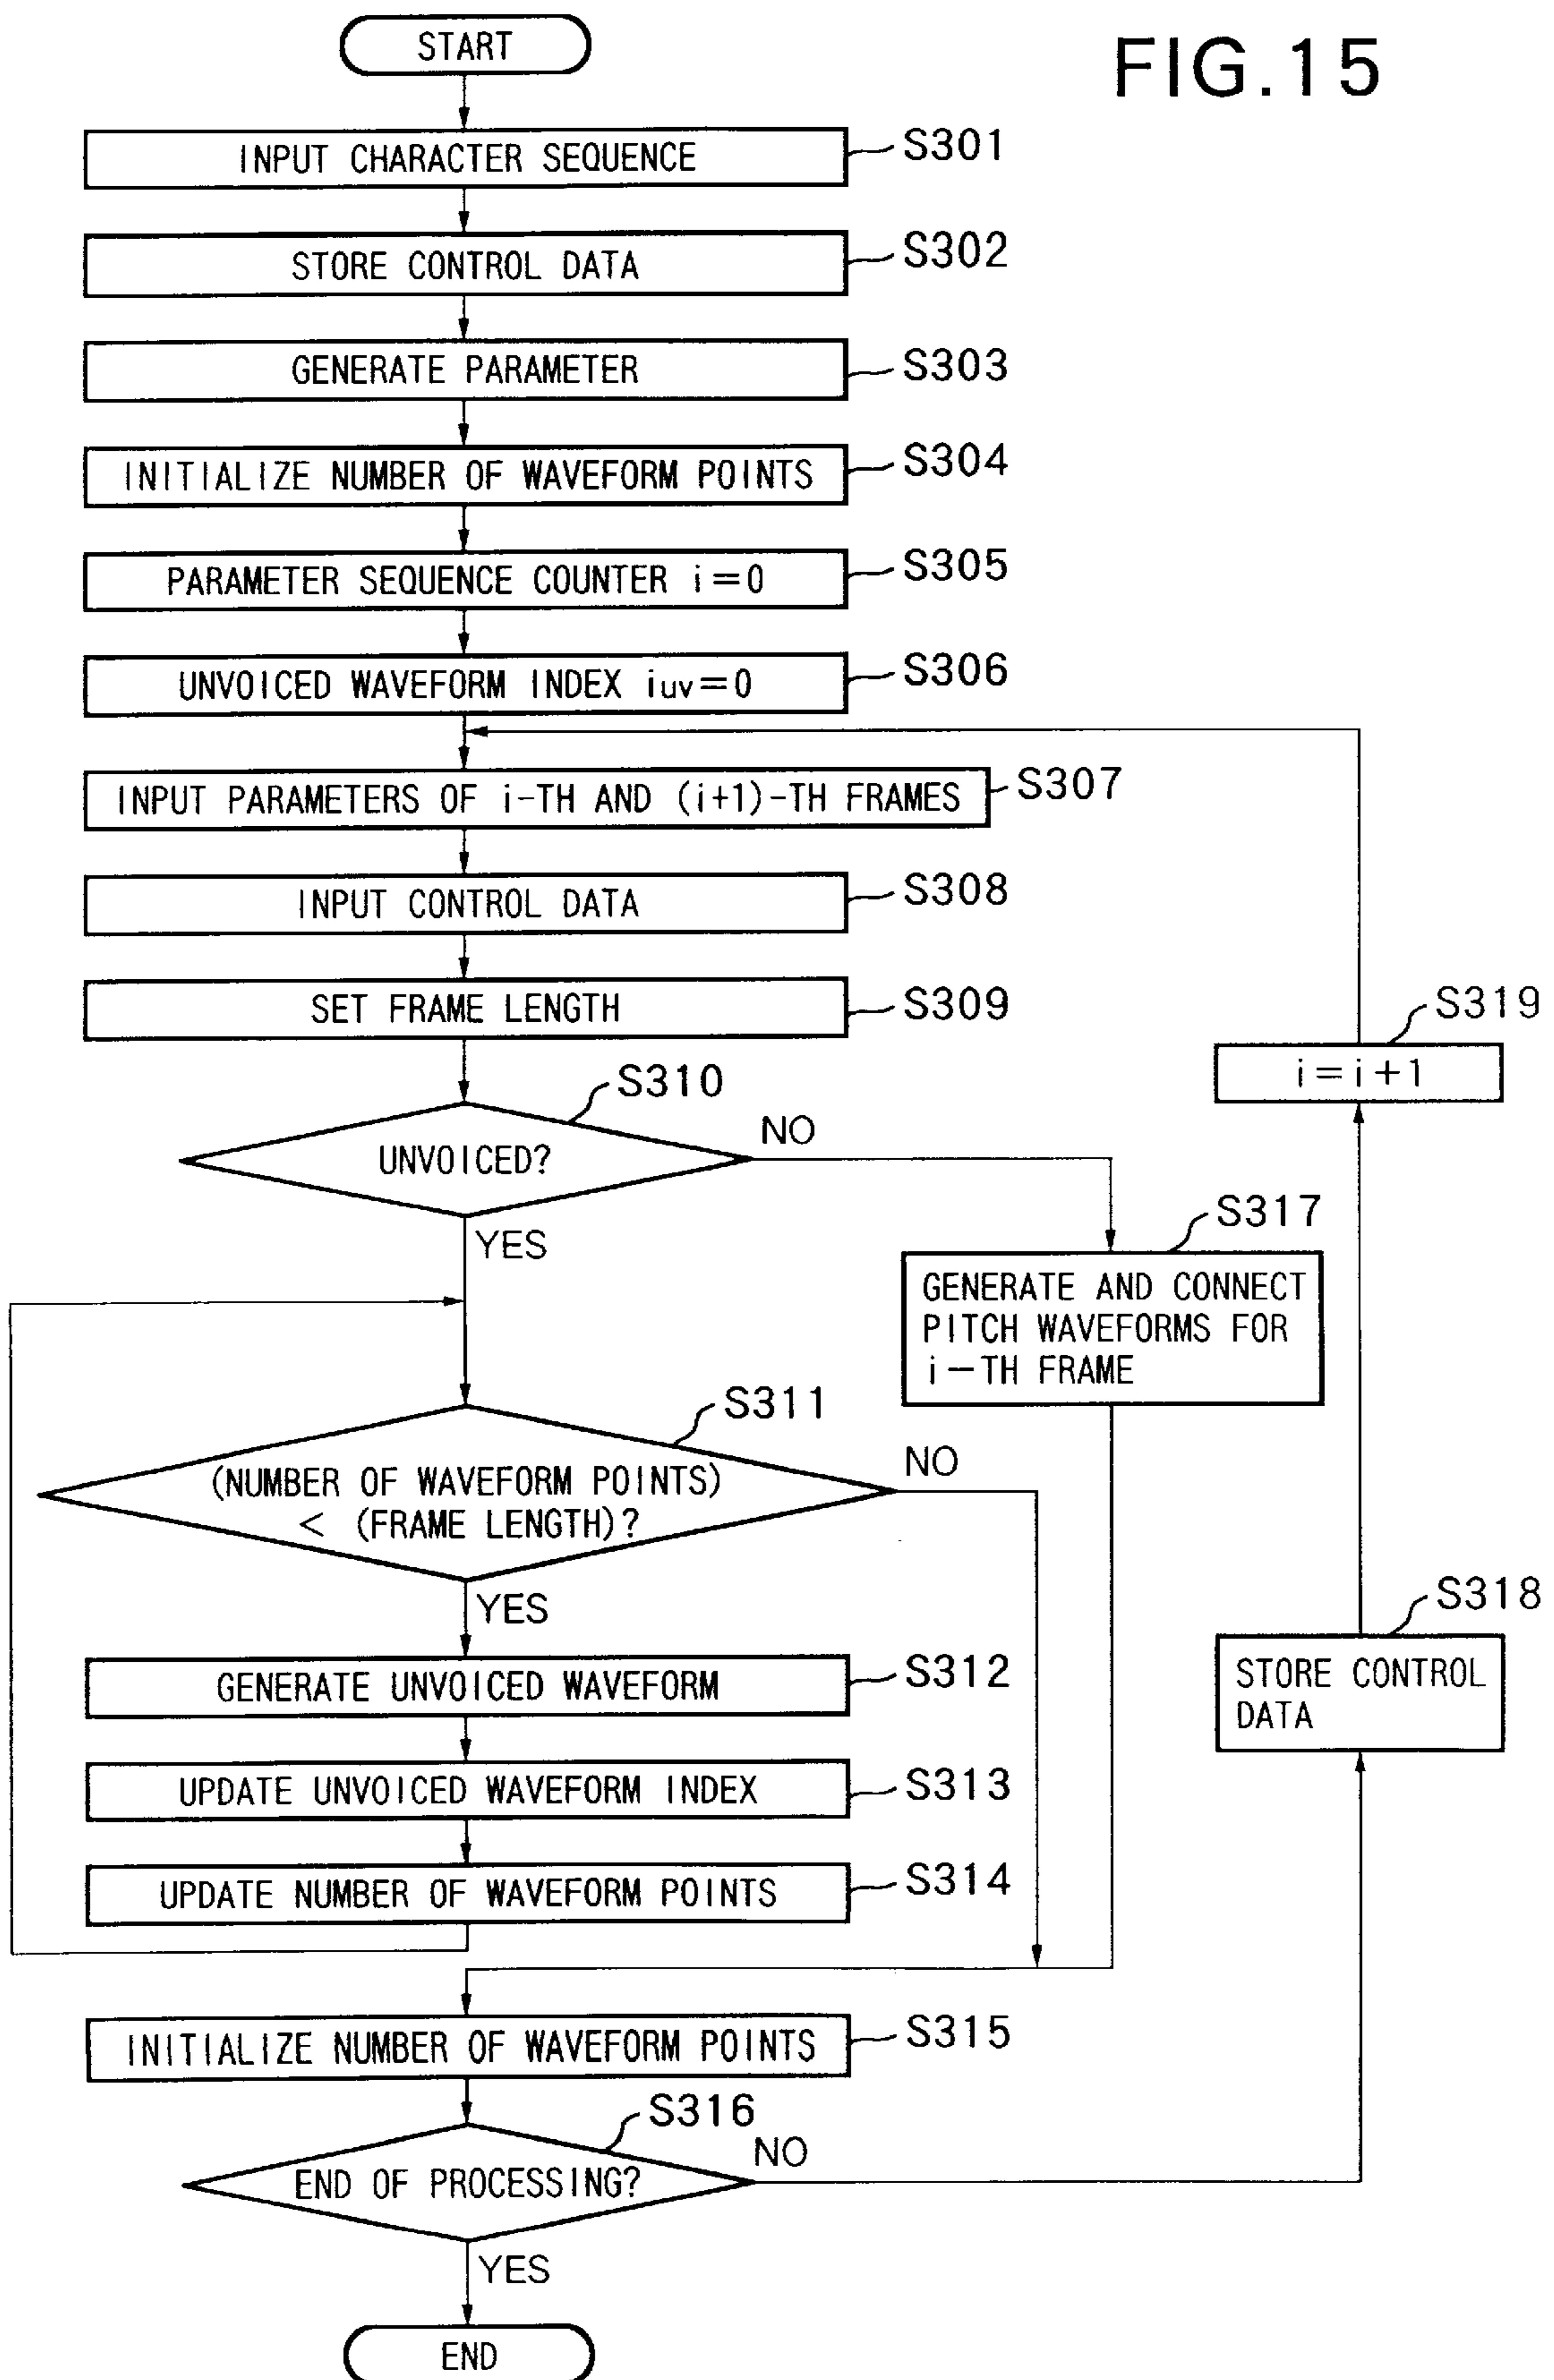 FIG.15
START
INPUT CHARACTER SEQUENCE
S301
STORE CONTROL DATA
S302
GENERATE PARAMETER
S303
INITIALIZE NUMBER OF WAVEFORM POINTS
S304
PARAMETER SEQUENCE COUNTER i=0
S305
UNVOICED WAVEFORM INDEX iuv=0
S306
INPUT PARAMETERS OF i-TH AND (i+1)-TH FRAMES
S307
INPUT CONTROL DATA
S308
SET FRAME LENGTH
S309
S319
i=i+1
S310
UNVOICED?
NO
YES
S317
GENERATE AND CONNECT
PITCH WAVEFORMS FOR
i-TH FRAME
S311
(NUMBER OF WAVEFORM POINTS)
< (FRAME LENGTH)?
NO
YES
S318
STORE CONTROL
DATA
GENERATE UNVOICED WAVEFORM
S312
UPDATE UNVOICED WAVEFORM INDEX
S313
UPDATE NUMBER OF WAVEFORM POINTS
S314
INITIALIZE NUMBER OF WAVEFORM POINTS
S315
S316
END OF PROCESSING?
NO
YES
END